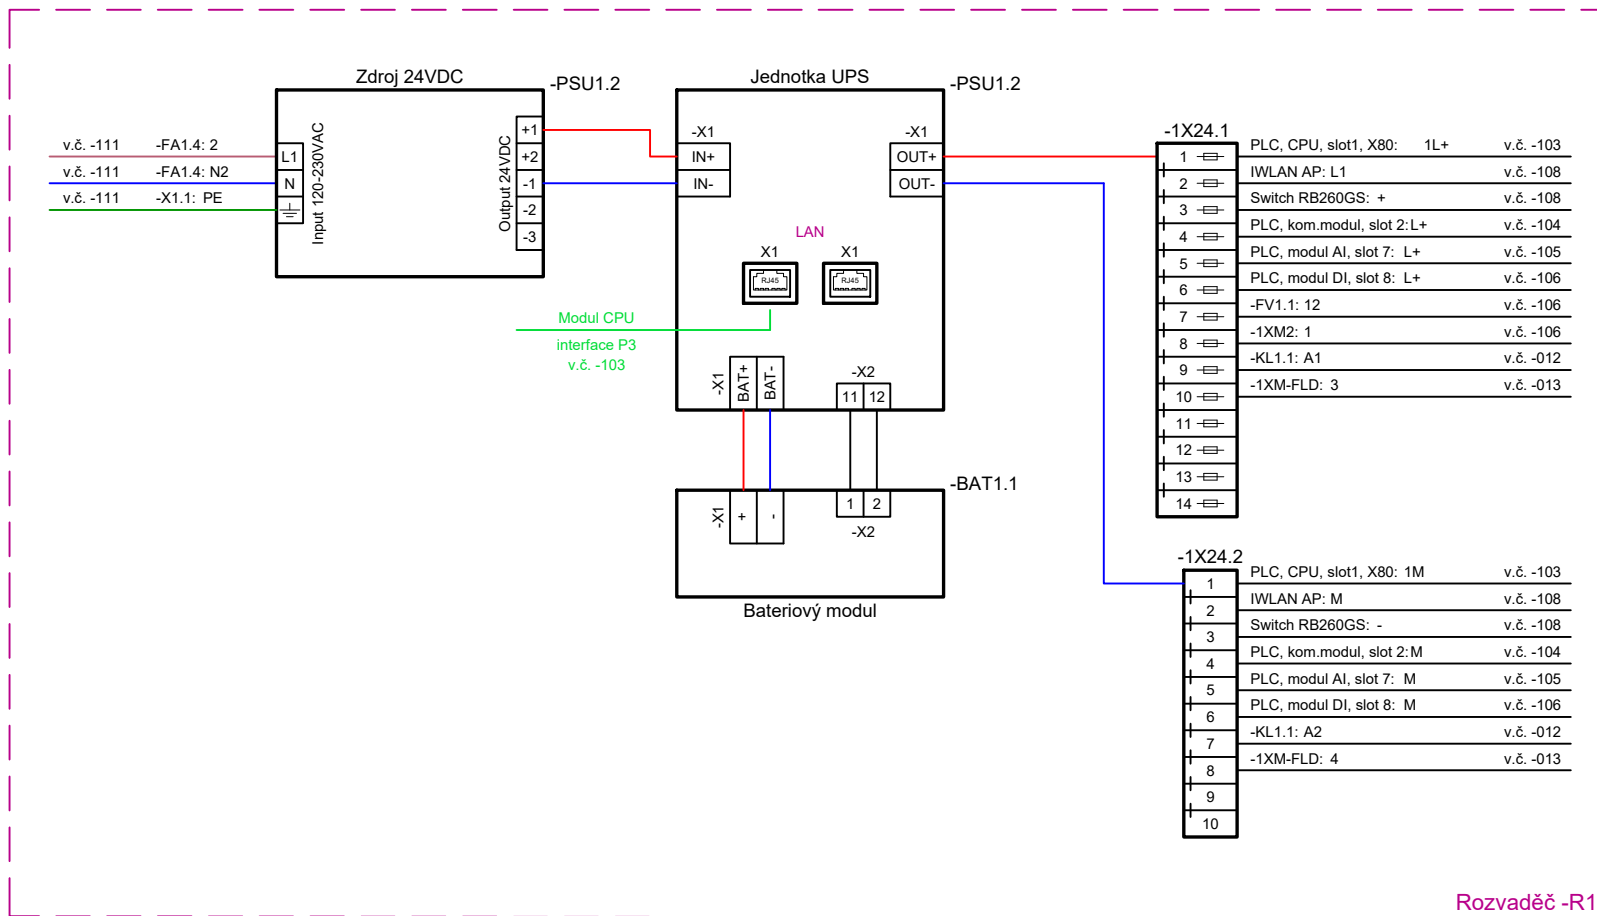 Zdroj 24VDC
-PSU1.2
v.č. -111 -FA1.4: 2
v.č. -111 -FA1.4: N2
v.č. -111 -X1.1: PE
L1
N
Input 120-230VAC
Output 24VDC
+1
+2
-1
-2
-3
Jednotka UPS
-PSU1.2
-X1
IN+
IN-
-X1
OUT+
OUT-
LAN
X1 X1
RJ45 RJ45
Modul CPU
interface P3
v.č. -103
-X1
BAT+
BAT-
-X2
11 12
-BAT1.1
-X1
+
-
1 2
-X2
Bateriový modul
-1X24.1
1 PLC, CPU, slot1, X80: 1L+ v.č. -103
2 IWLAN AP: L1 v.č. -108
3 Switch RB260GS: + v.č. -108
4 PLC, kom.modul, slot 2: L+ v.č. -104
5 PLC, modul AI, slot 7: L+ v.č. -105
6 PLC, modul DI, slot 8: L+ v.č. -106
7 -FV1.1: 12 v.č. -106
8 -1XM2: 1 v.č. -106
9 -KL1.1: A1 v.č. -012
10 -1XM-FLD: 3 v.č. -013
11
12
13
14
-1X24.2
1 PLC, CPU, slot1, X80: 1M v.č. -103
2 IWLAN AP: M v.č. -108
3 Switch RB260GS: - v.č. -108
4 PLC, kom.modul, slot 2: M v.č. -104
5 PLC, modul AI, slot 7: M v.č. -105
6 PLC, modul DI, slot 8: M v.č. -106
7 -KL1.1: A2 v.č. -012
8 -1XM-FLD: 4 v.č. -013
9
10
Rozvaděč -R1